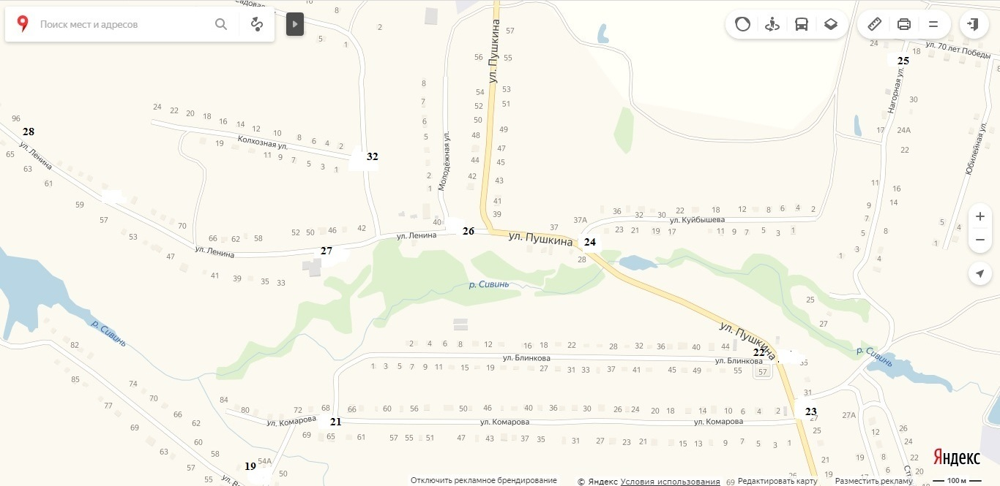 Садовая
10
8
Поиск мест и адресов
5
1
2
57
56
55
ул. Пушкина
54
53
52
51
50
49
48
47
44
45
42
43
41
39
8
7
6
5
2
1
Молодёжная ул.
40
24
25
18
ул. 70 лет Победы
8
Нагорная ул.
30
17
24А
22
11
16
9
14
7
5
8
3
1
4
Юбилейная ул.
5
4
1
96
28
24 22 20 18 16 14 12 10 8 6 4 2
Колхозная ул.
19 11 9 7 5 3 1
32
ул. Ленина
65
63
61
59
57
53
47
70
66 62 58 52 50 46 42
ул. Ленина
27
41 39 35 33
ул. Ленина
26
ул. Пушкина
37
37А
24
28
36 32 30 22 18 12 8 6 4 2
ул. Куйбышева
23 21 19 17 11 9 7 5 3 1
р. Сивинь
р. Сивинь
25
27
р. Сивинь
ул. Пушкина
2 4 6 8 12 16 18 22 28 32 36 40 44
22
ул. Блинкова
ул. Блинкова
1 3 5 7 9 11 15 19 27 31 33 37 41 45 49 55 57
31
82
85
77
74
70
69
66
62
63
60
58
57
55
84
80
72
68
66 60 56 50 46 40 36 30 26 24 20 18 14 10 6 4 2
ул. Комарова
21
ул. Комарова
ул. Комарова
23
27
25
69 65 61 57 55 51 47 43 37 35 31 27 23 21 15 13 9 7 5 3 1
19
54А
50
ул. В
21
19
26
27А
12
26
24
19
8
22
17
6
20
Ст
Яндекс
Отключить рекламное брендирование
© Яндекс Условия использования
69
Редактировать карту
Разместить рекламу
100 м